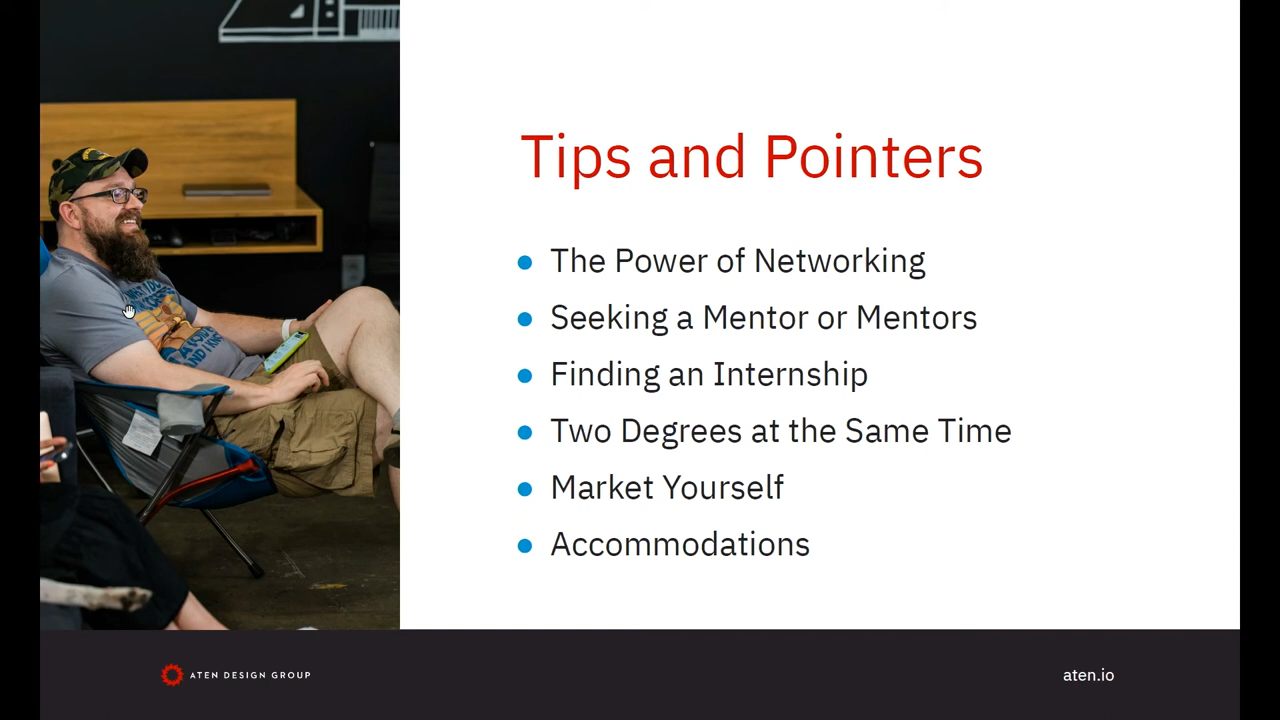 Tips and Pointers
The Power of Networking
Seeking a Mentor or Mentors
Finding an Internship
Two Degrees at the Same Time
Market Yourself
Accommodations
ATEN DESIGN GROUP
aten.io